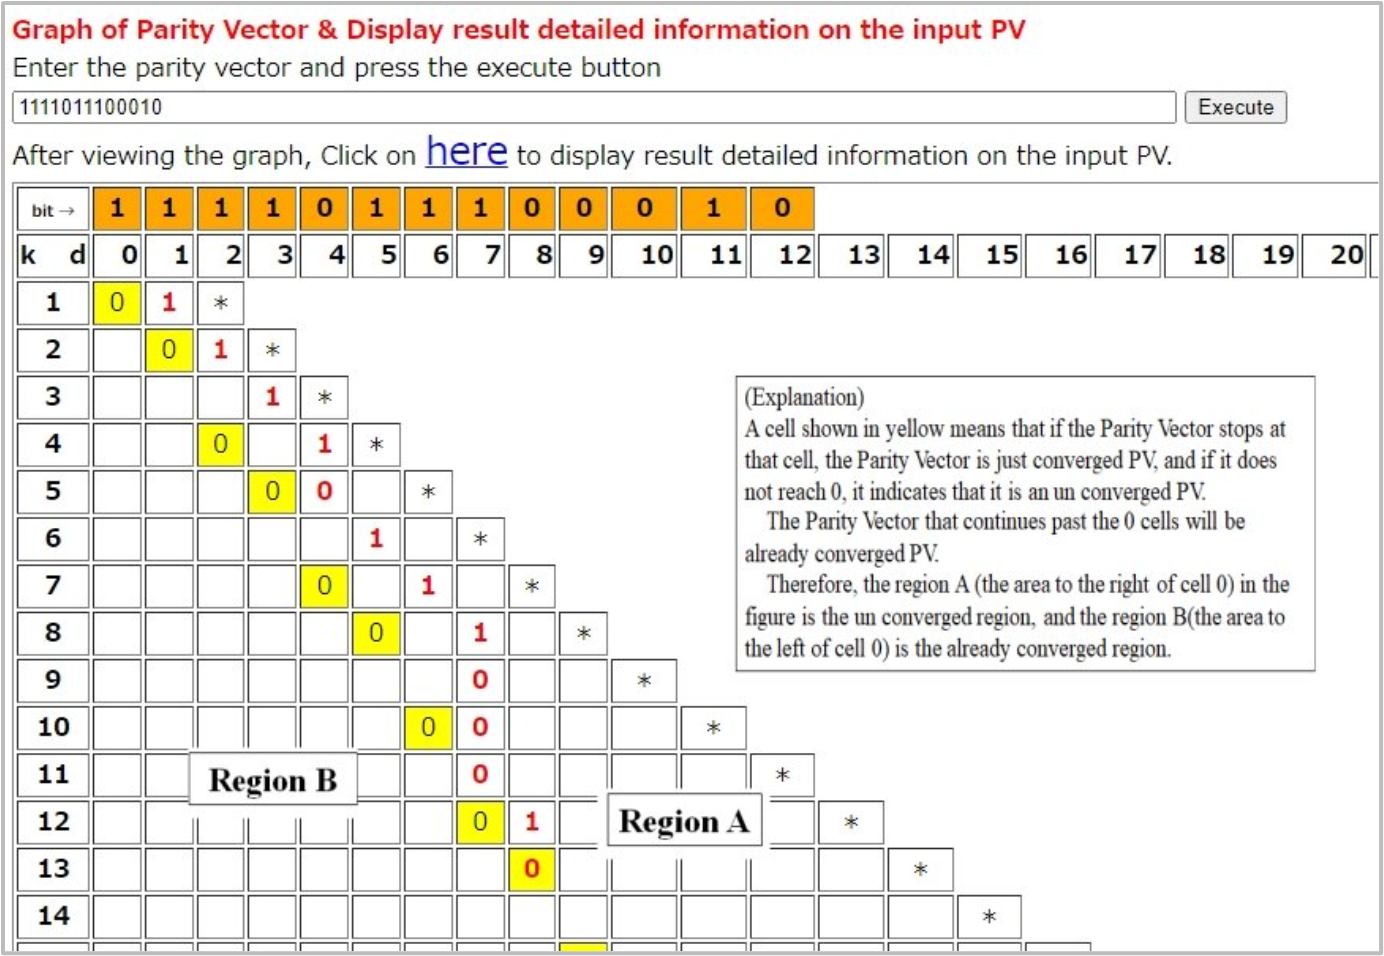 Graph of Parity Vector & Display result detailed information on the input PV
Enter the parity vector and press the execute button
1111011100010 Execute
After viewing the graph, Click on here to display result detailed information on the input PV.
bit → 1 1 1 1 0 1 1 1 0 0 0 1 0
k d 0 1 2 3 4 5 6 7 8 9 10 11 12 13 14 15 16 17 18 19 20
1 0 1 *
2 0 1 *
3 1 *
4 0 1 *
5 0 0 *
6 1 *
7 0 1 *
8 0 1 *
9 0 *
10 0 0 *
11 0 *
12 0 1 *
13 0 *
14 *
(Explanation)
A cell shown in yellow means that if the Parity Vector stops at
that cell, the Parity Vector is just converged PV, and if it does
not reach 0, it indicates that it is an un converged PV.
The Parity Vector that continues past the 0 cells will be
already converged PV.
Therefore, the region A (the area to the right of cell 0) in the
figure is the un converged region, and the region B(the area to
the left of cell 0) is the already converged region.
Region B
Region A